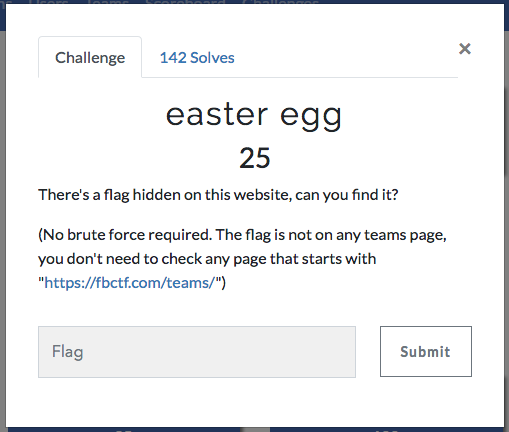 Users Teams Scoreboard Challenges
Challenge
142 Solves
×
easter egg
25
There's a flag hidden on this website, can you find it?
(No brute force required. The flag is not on any teams page,
you don't need to check any page that starts with
"https://fbctf.com/teams/")
Flag
Submit